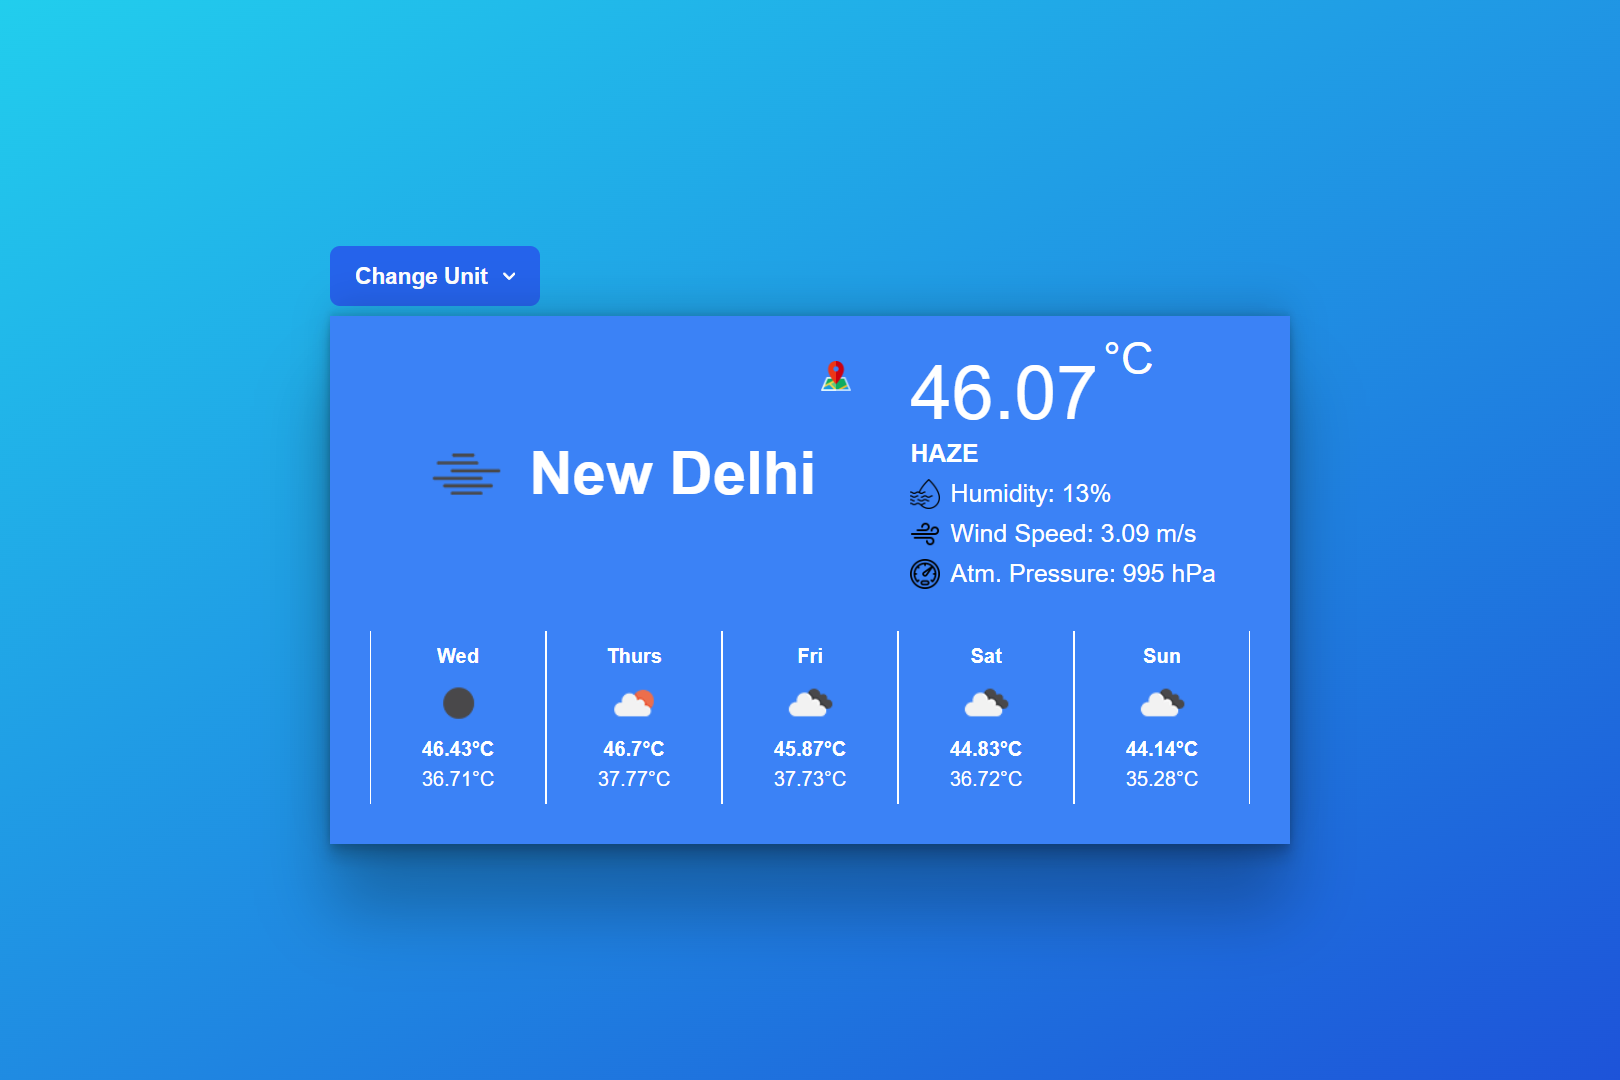 Change Unit
New Delhi
46.07 °C
HAZE
Humidity: 13%
Wind Speed: 3.09 m/s
Atm. Pressure: 995 hPa
Wed
46.43°C
36.71°C
Thurs
46.7°C
37.77°C
Fri
45.87°C
37.73°C
Sat
44.83°C
36.72°C
Sun
44.14°C
35.28°C